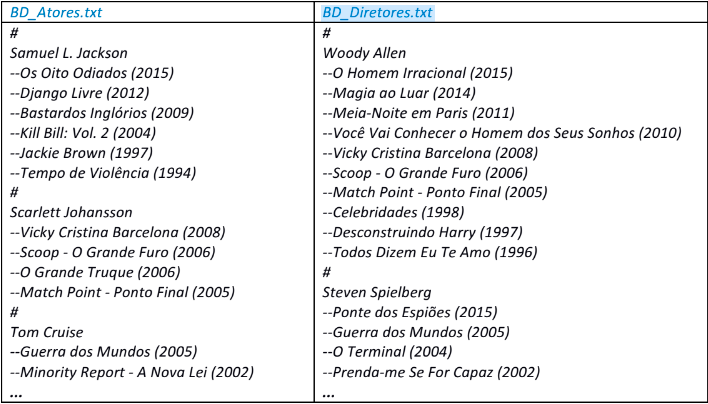 BD_Atores.txt
#
Samuel L. Jackson
--Os Oito Odiados (2015)
--Django Livre (2012)
--Bastardos Inglórios (2009)
--Kill Bill: Vol. 2 (2004)
--Jackie Brown (1997)
--Tempo de Violência (1994)
#
Scarlett Johansson
--Vicky Cristina Barcelona (2008)
--Scoop - O Grande Furo (2006)
--O Grande Truque (2006)
--Match Point - Ponto Final (2005)
#
Tom Cruise
--Guerra dos Mundos (2005)
--Minority Report - A Nova Lei (2002)
...
BD_Diretores.txt
#
Woody Allen
--O Homem Irracional (2015)
--Magia ao Luar (2014)
--Meia-Noite em Paris (2011)
--Você Vai Conhecer o Homem dos Seus Sonhos (2010)
--Vicky Cristina Barcelona (2008)
--Scoop - O Grande Furo (2006)
--Match Point - Ponto Final (2005)
--Celebridades (1998)
--Desconstruindo Harry (1997)
--Todos Dizem Eu Te Amo (1996)
#
Steven Spielberg
--Ponte dos Espiões (2015)
--Guerra dos Mundos (2005)
--O Terminal (2004)
--Prenda-me Se For Capaz (2002)
...